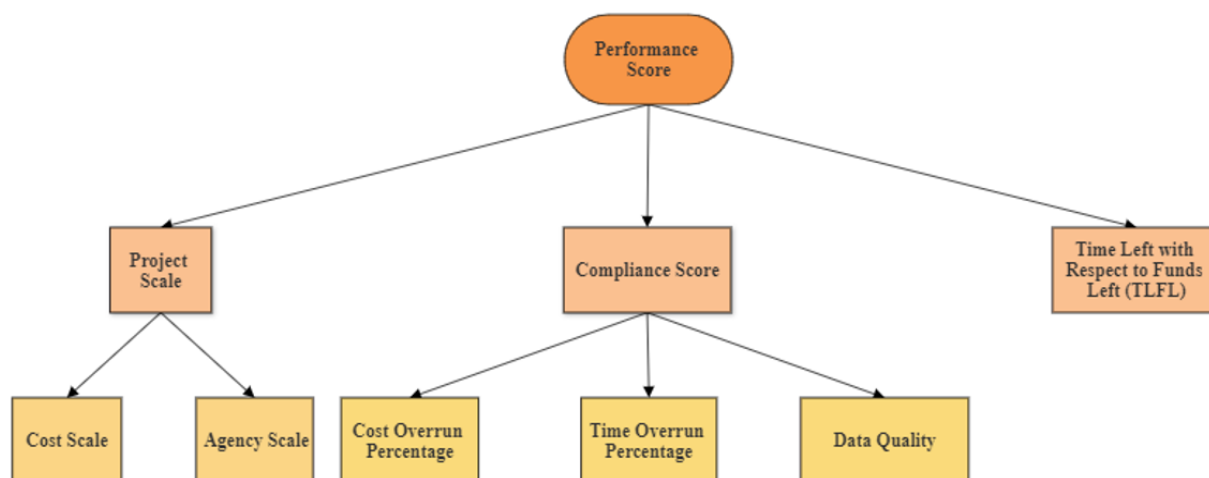 Performance
Score
Project
Scale
Compliance Score
Time Left with
Respect to Funds
Left (TLFL)
Cost Scale
Agency Scale
Cost Overrun
Percentage
Time Overrun
Percentage
Data Quality